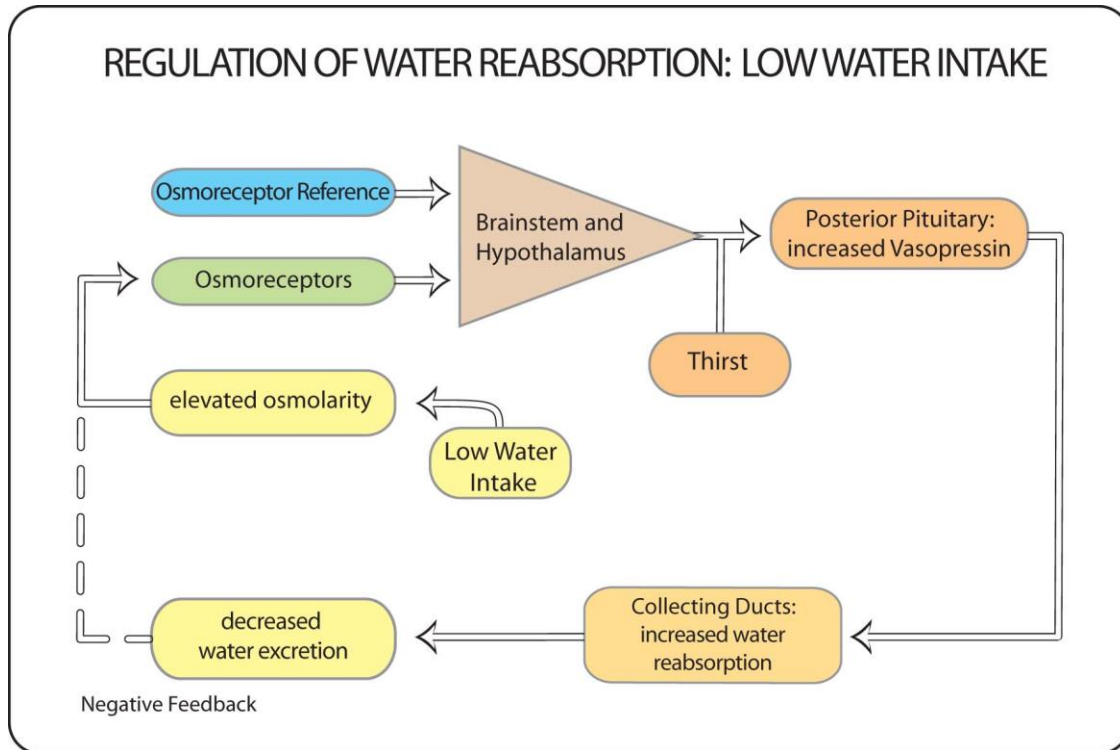 REGULATION OF WATER REABSORPTION: LOW WATER INTAKE
Osmoreceptor Reference
Brainstem and
Hypothalamus
Posterior Pituitary:
increased Vasopressin
Osmoreceptors
Thirst
elevated osmolarity
Low Water
Intake
Collecting Ducts:
increased water
reabsorption
decreased
water excretion
Negative Feedback